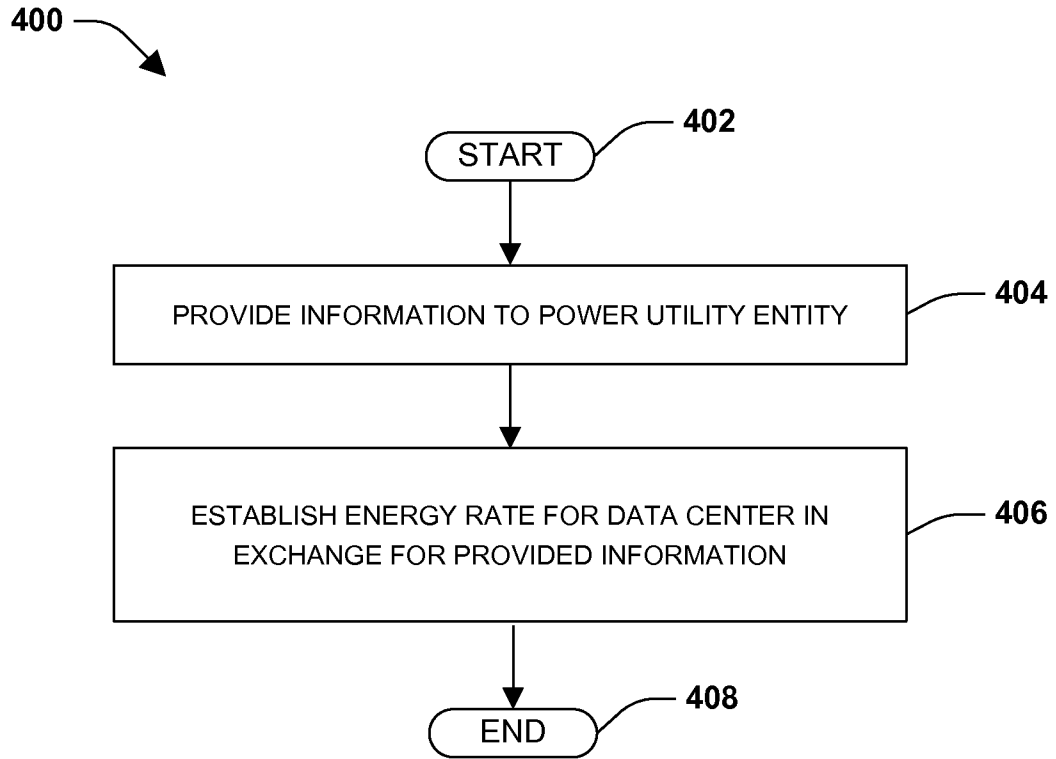 400
402
START
404
PROVIDE INFORMATION TO POWER UTILITY ENTITY
406
ESTABLISH ENERGY RATE FOR DATA CENTER IN
EXCHANGE FOR PROVIDED INFORMATION
408
END